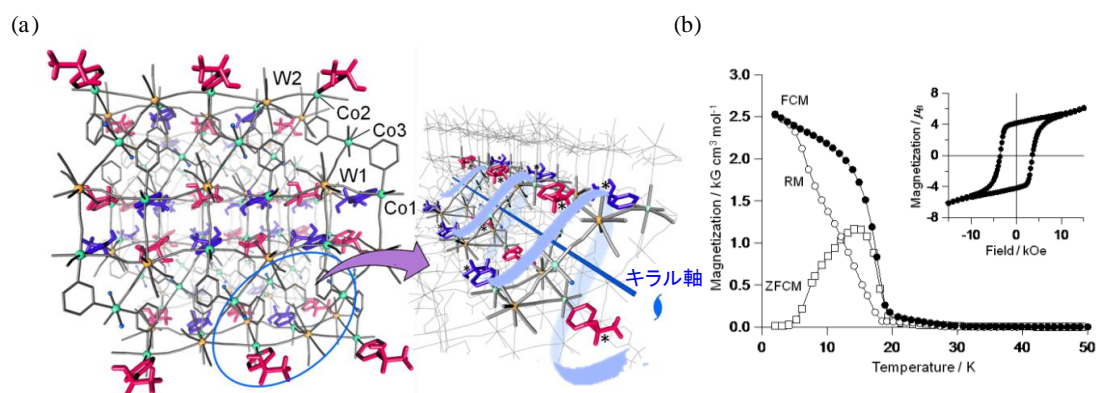 (a)
W2
Co2
Co3
W1
Co1
*
*
*
*
*
*
*
キラル軸
(b)
3.0
2.5
2.0
1.5
1.0
0.5
0.0
0 10 20 30 40 50
Magnetization / kG cm³ mol⁻¹
Temperature / K
FCM
RM
ZFCM
8
4
0
-4
-8
-10 0 10
Magnetization / μB
Field / kOe